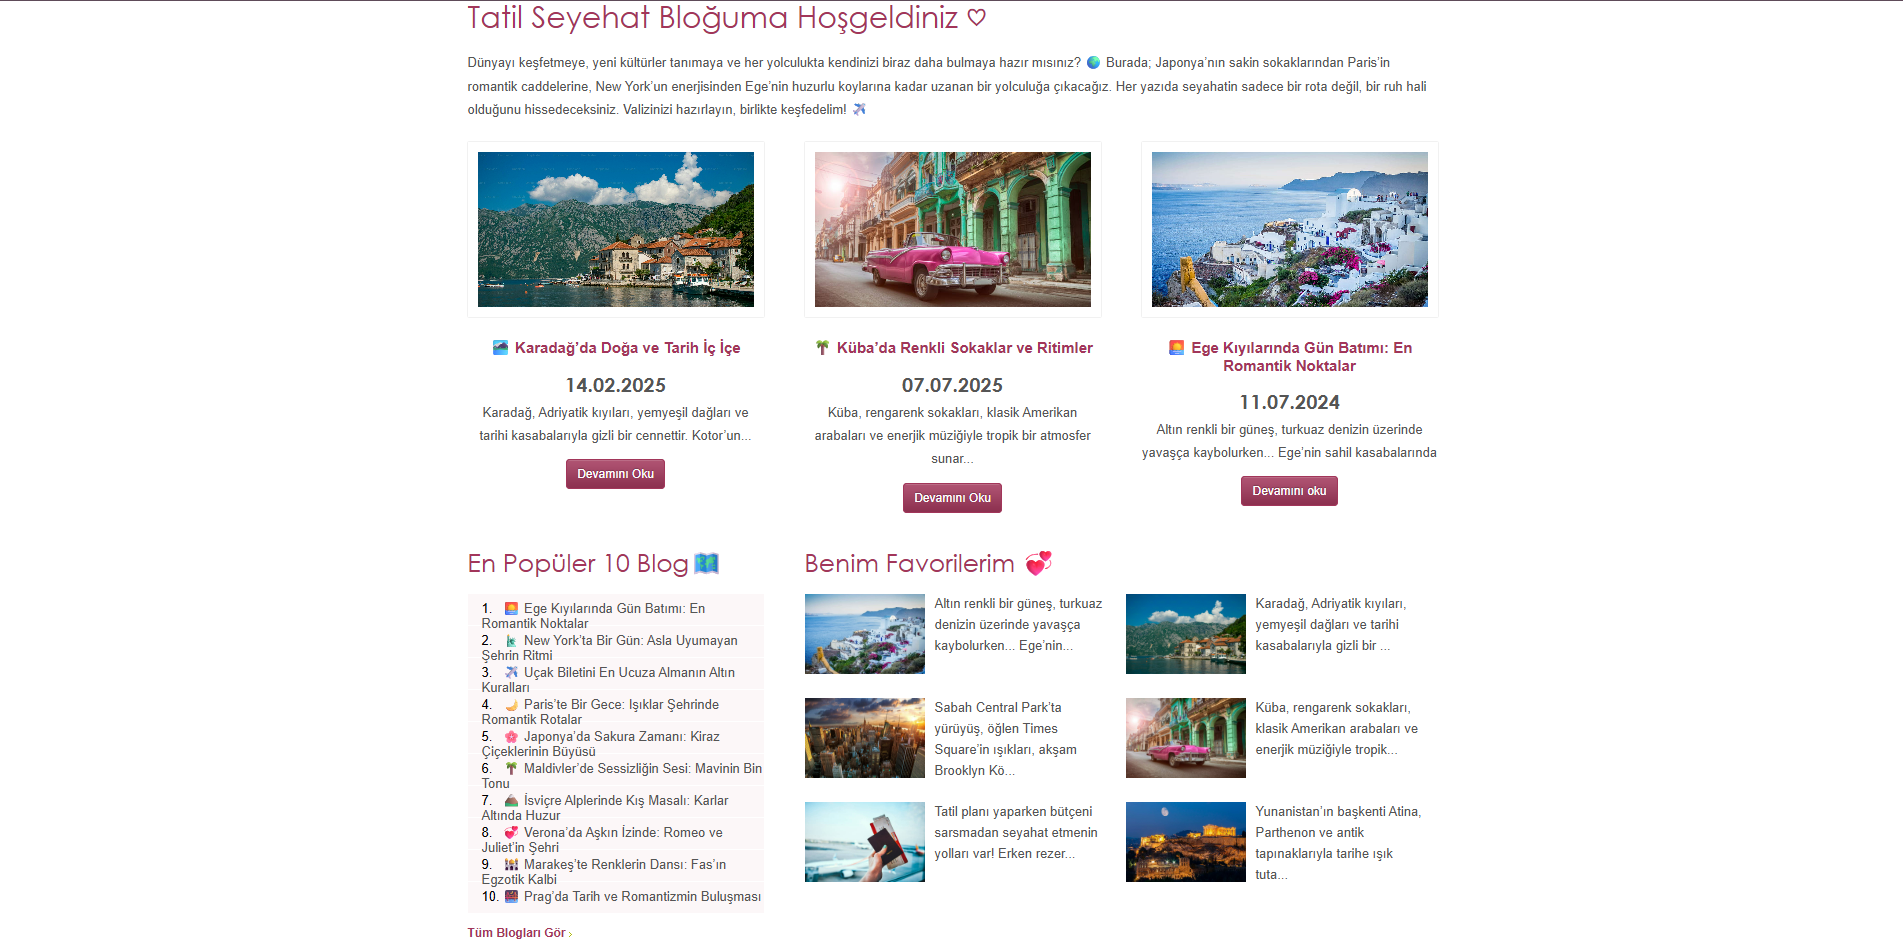 Tatil Seyehat Bloğuma Hoşgeldiniz ♡
Dünyayı keşfetmeye, yeni kültürler tanımaya ve her yolculukta kendinizi biraz daha bulmaya hazır mısınız? 🌍 Burada; Japonya’nın sakin sokaklarından Paris’in
romantik caddelerine, New York’un enerjisinden Ege’nin huzurlu koylarına kadar uzanan bir yolculuğa çıkacağız. Her yazıda seyahatin sadece bir rota değil, bir ruh hali
olduğunu hissedeceksiniz. Valizinizi hazırlayın, birlikte keşfedelim! ✈️
🏞️ Karadağ’da Doğa ve Tarih İç İçe
14.02.2025
Karadağ, Adriyatik kıyıları, yemyeşil dağları ve
tarihi kasabalarıyla gizli bir cennettir. Kotor’un...
Devamını Oku
🌴 Küba’da Renkli Sokaklar ve Ritimler
07.07.2025
Küba, rengarenk sokakları, klasik Amerikan
arabaları ve enerjik müziğiyle tropik bir atmosfer
sunar...
Devamını Oku
🌅 Ege Kıyılarında Gün Batımı: En
Romantik Noktalar
11.07.2024
Altın renkli bir güneş, turkuaz denizin üzerinde
yavaşça kaybolurken... Ege’nin sahil kasabalarında
Devamını oku
En Popüler 10 Blog🗺️
1. 🌅 Ege Kıyılarında Gün Batımı: En
Romantik Noktalar
2. 🗽 New York’ta Bir Gün: Asla Uyumayan
Şehrin Ritmi
3. ✈️ Uçak Biletini En Ucuza Almanın Altın
Kuralları
4. 🌙 Paris’te Bir Gece: Işıklar Şehrinde
Romantik Rotalar
5. 🌸 Japonya’da Sakura Zamanı: Kiraz
Çiçeklerinin Büyüsü
6. 🌴 Maldivler’de Sessizliğin Sesi: Mavinin Bin
Tonu
7. 🏔️ İsviçre Alplerinde Kış Masalı: Karlar
Altında Huzur
8. 💞 Verona’da Aşkın İzinde: Romeo ve
Juliet’in Şehri
9. 🕌 Marakeş’te Renklerin Dansı: Fas’ın
Egzotik Kalbi
10. 🌉 Prag’da Tarih ve Romantizmin Buluşması
Tüm Blogları Gör ›
Benim Favorilerim 💞
Altın renkli bir güneş, turkuaz
denizin üzerinde yavaşça
kaybolurken... Ege’nin...
Karadağ, Adriyatik kıyıları,
yemyeşil dağları ve tarihi
kasabalarıyla gizli bir ...
Sabah Central Park’ta
yürüyüş, öğlen Times
Square’in ışıkları, akşam
Brooklyn Kö...
Küba, rengarenk sokakları,
klasik Amerikan arabaları ve
enerjik müziğiyle tropik...
Tatil planı yaparken bütçeni
sarsmadan seyahat etmenin
yolları var! Erken rezer...
Yunanistan’ın başkenti Atina,
Parthenon ve antik
tapınaklarıyla tarihe ışık
tuta...